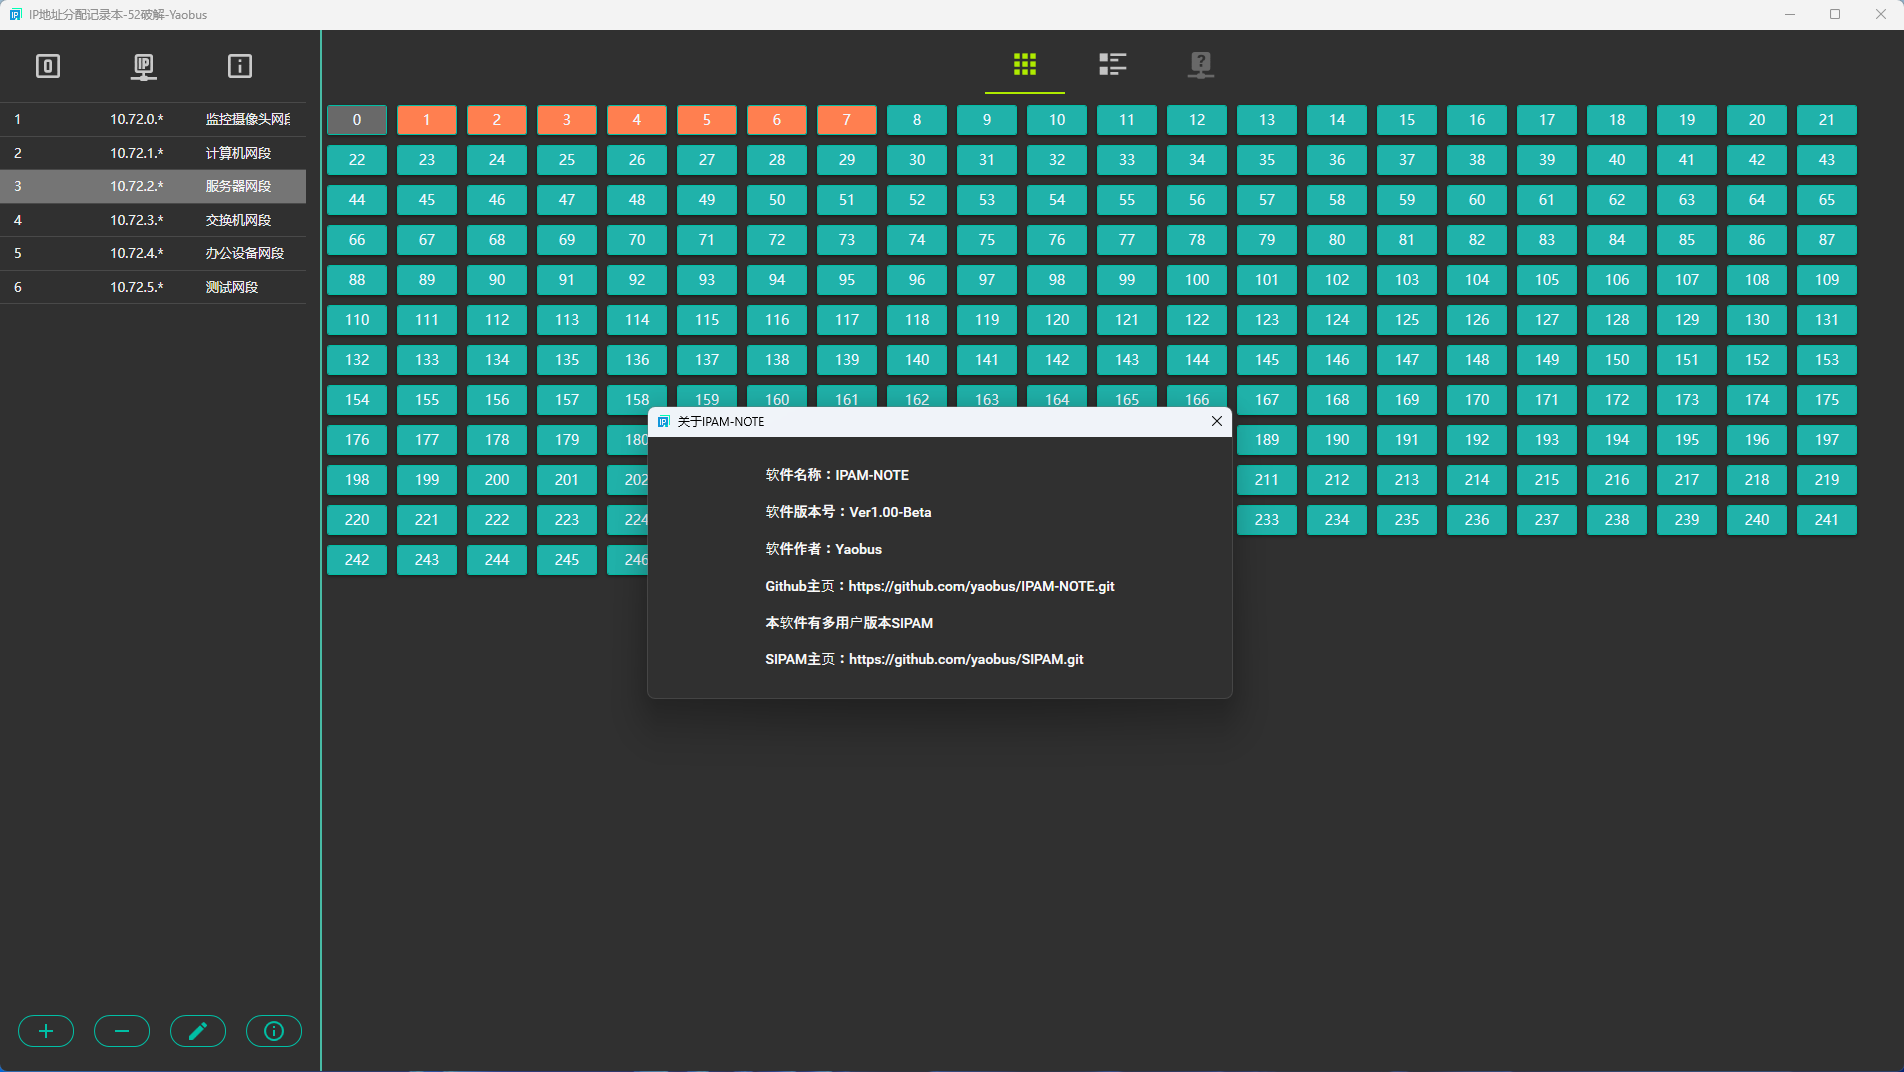 IP地址分配记录本-52破解-Yaobus
0
IP
i
?
1 10.72.0.* 监控摄像头网
2 10.72.1.* 计算机网段
3 10.72.2.* 服务器网段
4 10.72.3.* 交换机网段
5 10.72.4.* 办公设备网段
6 10.72.5.* 测试网段
0 1 2 3 4 5 6 7 8 9 10 11 12 13 14 15 16 17 18 19 20 21
22 23 24 25 26 27 28 29 30 31 32 33 34 35 36 37 38 39 40 41 42 43
44 45 46 47 48 49 50 51 52 53 54 55 56 57 58 59 60 61 62 63 64 65
66 67 68 69 70 71 72 73 74 75 76 77 78 79 80 81 82 83 84 85 86 87
88 89 90 91 92 93 94 95 96 97 98 99 100 101 102 103 104 105 106 107 108 109
110 111 112 113 114 115 116 117 118 119 120 121 122 123 124 125 126 127 128 129 130 131
132 133 134 135 136 137 138 139 140 141 142 143 144 145 146 147 148 149 150 151 152 153
154 155 156 157 158 159 160 161 162 163 164 165 166 167 168 169 170 171 172 173 174 175
176 177 178 179 180 189 190 191 192 193 194 195 196 197
198 199 200 201 202 211 212 213 214 215 216 217 218 219
220 221 222 223 224 233 234 235 236 237 238 239 240 241
242 243 244 245 246
关于IPAM-NOTE
软件名称：IPAM-NOTE
软件版本号：Ver1.00-Beta
软件作者：Yaobus
Github主页：https://github.com/yaobus/IPAM-NOTE.git
本软件有多用户版本SIPAM
SIPAM主页：https://github.com/yaobus/SIPAM.git